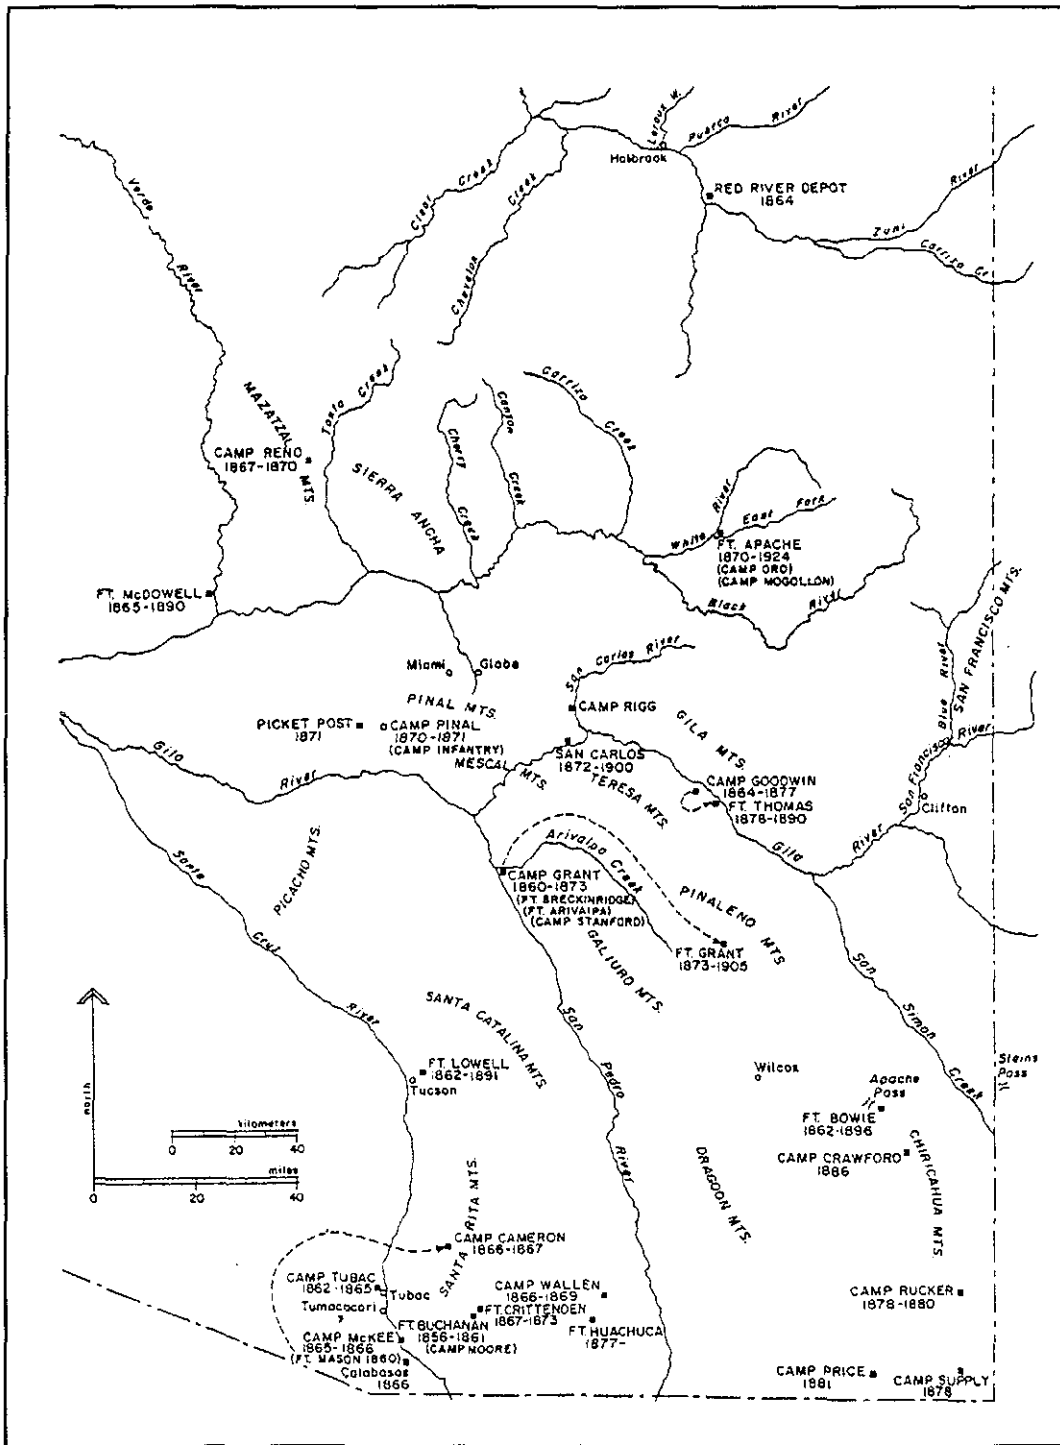 Leroux W.
Puerco River
Holbrook
RED RIVER DEPOT
1864
River
Zuni
Carrizo Cr.
Verde
River
Clear Creek
Creek
Chevelon
Tonto Creek
MAZATZAL
MTS.
CAMP RENO
1867-1870
SIERRA
ANCHA
Cherry
Creek
Canyon
Creek
Carrizo
Creek
White River
East Fork
FT. APACHE
1870-1924
(CAMP ORD)
(CAMP MOGOLLON)
Black River
FT. McDOWELL
1865-1890
SAN FRANCISCO MTS.
Blue River
Miami
Globe
San Carlos River
PINAL MTS.
CAMP RIGG
PICKET POST
1871
CAMP PINAL
1870-1871
(CAMP INFANTRY)
MESCAL MTS.
GILA MTS.
SAN CARLOS
1872-1900
TERESA MTS.
CAMP GOODWIN
1864-1877
FT. THOMAS
1878-1890
San Francisco River
Clifton
Gila River
Gila River
Santa
Cruz
River
PICACHO MTS.
Arivaipa Creek
CAMP GRANT
1860-1873
(FT. BRECKINRIDGE)
(FT. ARIVAIPA)
(CAMP STANFORD)
PINALENO MTS
FT. GRANT
1873-1905
GALIURO MTS.
San
Simon
Creek
SANTA CATALINA MTS.
San
Pedro
River
north
FT. LOWELL
1862-1891
Tucson
Wilcox
Steins
Pass
Apache
Pass
FT. BOWIE
1862-1896
kilometers
0 20 40
miles
0 20 40
CAMP CRAWFORD
1886
CHIRICAHUA MTS.
DRAGOON MTS.
SANTA RITA MTS.
CAMP CAMERON
1866-1867
CAMP TUBAC
1862-1865
Tubac
Tumacocori
CAMP WALLEN
1866-1869
FT. CRITTENDEN
1867-1873
FT. BUCHANAN
1856-1861
(CAMP MOORE)
FT. HUACHUCA
1877-
CAMP RUCKER
1878-1880
CAMP McKEE
1865-1866
(FT. MASON 1860)
Calabasas
1866
CAMP PRICE
1881
CAMP SUPPLY
1878